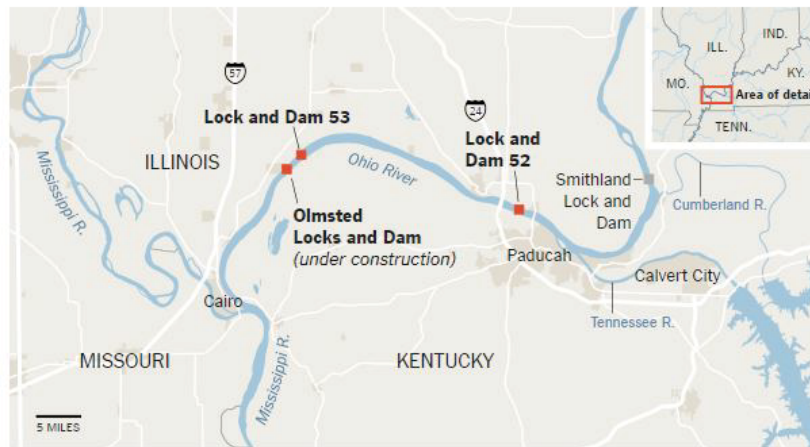 ILL.
IND.
MO.
KY.
Area of detai
TENN.
57
24
Lock and Dam 53
ILLINOIS
Mississippi R.
Ohio River
Lock and
Dam 52
Smithland
Lock and
Dam
Cumberland R.
Olmsted
Locks and Dam
(under construction)
Paducah
Calvert City
Cairo
Tennessee R.
MISSOURI
Mississippi R.
KENTUCKY
5 MILES